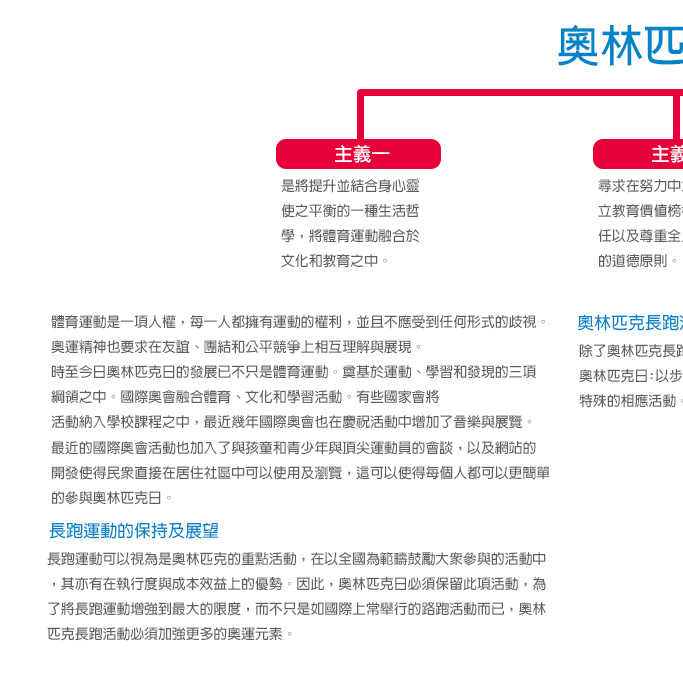 奧林匹
主義一
主義
是將提升並結合身心靈
使之平衡的一種生活哲
學，將體育運動融合於
文化和教育之中。
尋求在努力中
立教育價值榜
任以及尊重全
的道德原則。
體育運動是一項人權，每一人都擁有運動的權利，並且不應受到任何形式的歧視。
奧運精神也要求在友誼、團結和公平競爭上相互理解與展現。
時至今日奧林匹克日的發展已不只是體育運動。奠基於運動、學習和發現的三項
綱領之中。國際奧會融合體育、文化和學習活動。有些國家會將
活動納入學校課程之中，最近幾年國際奧會也在慶祝活動中增加了音樂與展覽。
最近的國際奧會活動也加入了與孩童和青少年與頂尖運動員的會談，以及網站的
開發使得民眾直接在居住社區中可以使用及瀏覽，這可以使得每個人都可以更簡單
的參與奧林匹克日。
長跑運動的保持及展望
長跑運動可以視為是奧林匹克的重點活動，在以全國為範疇鼓勵大眾參與的活動中
，其亦有在執行度與成本效益上的優勢。因此，奧林匹克日必須保留此項活動，為
了將長跑運動增強到最大的限度，而不只是如國際上常舉行的路跑活動而已，奧林
匹克長跑活動必須加強更多的奧運元素。
奧林匹克長跑
除了奧林匹克長跑
奧林匹克日:以步
特殊的相應活動